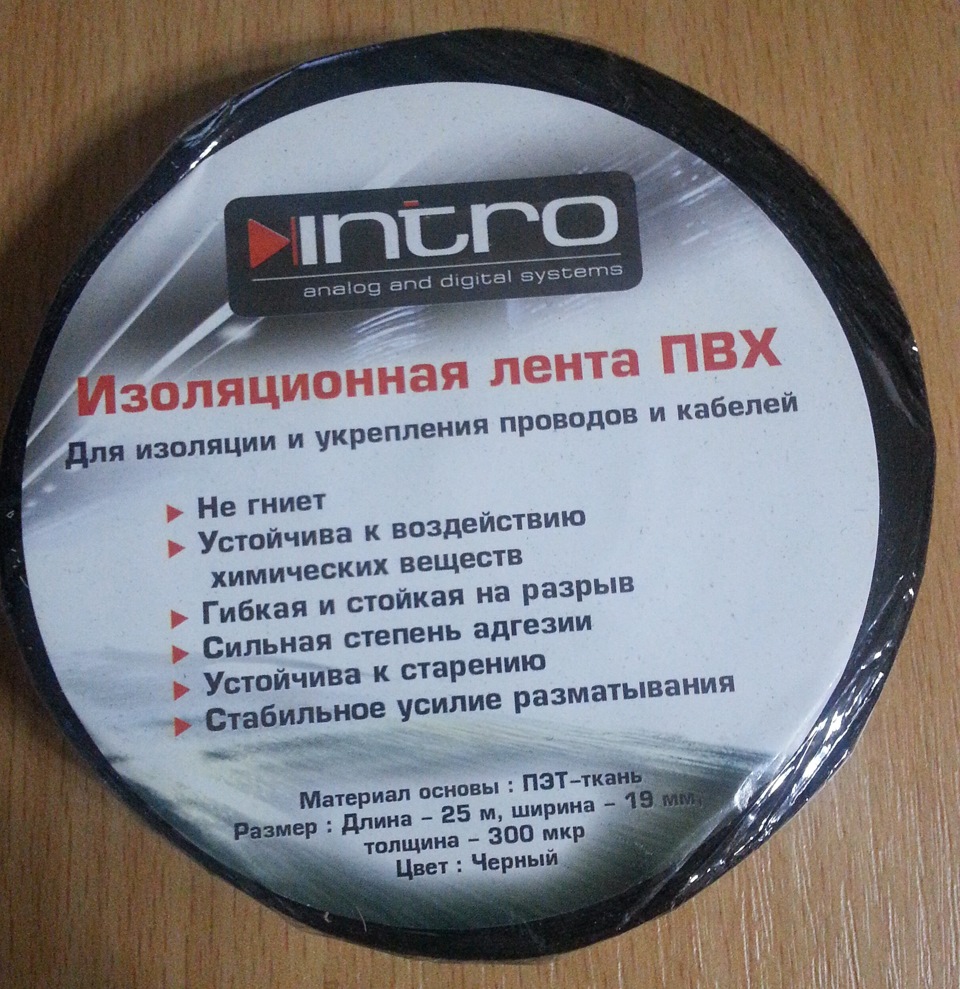 intro
analog and digital systems
Изоляционная лента ПВХ
Для изоляции и укрепления проводов и кабелей
Не гниет
Устойчива к воздействию
химических веществ
Гибкая и стойкая на разрыв
Сильная степень адгезии
Устойчива к старению
Стабильное усилие разматывания
Материал основы : ПЭТ-ткань
Размер : Длина - 25 м, ширина - 19 мм,
толщина - 300 мкр
Цвет : Черный